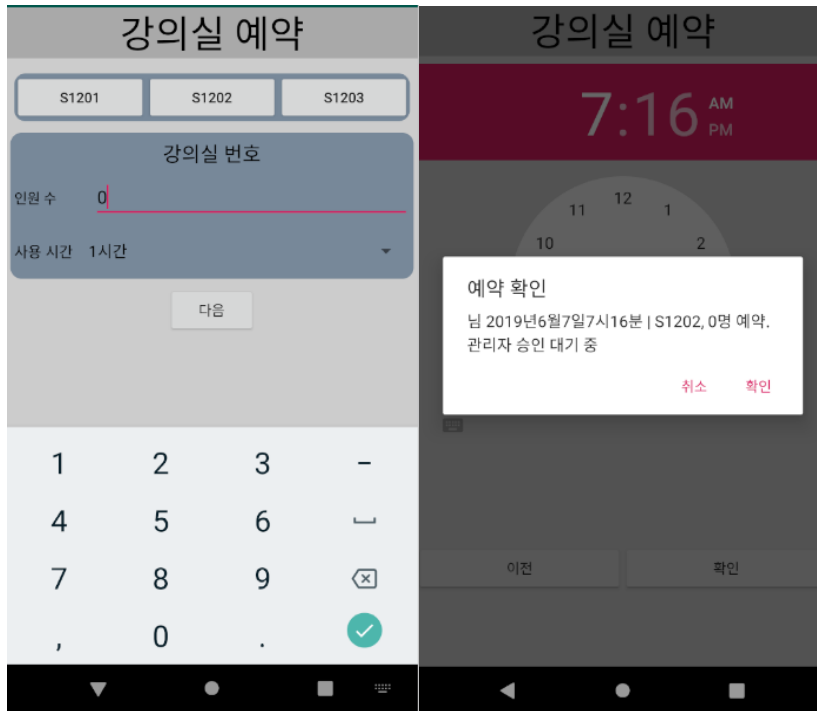 강의실 예약
S1201 S1202 S1203
강의실 번호
인원 수 0
사용 시간 1시간
다음
1 2 3 -
4 5 6
7 8 9
, 0 .
강의실 예약
7:16 AM
PM
12
11 1
10 2
예약 확인
님 2019년6월7일7시16분 | S1202, 0명 예약.
관리자 승인 대기 중
취소 확인
이전 확인